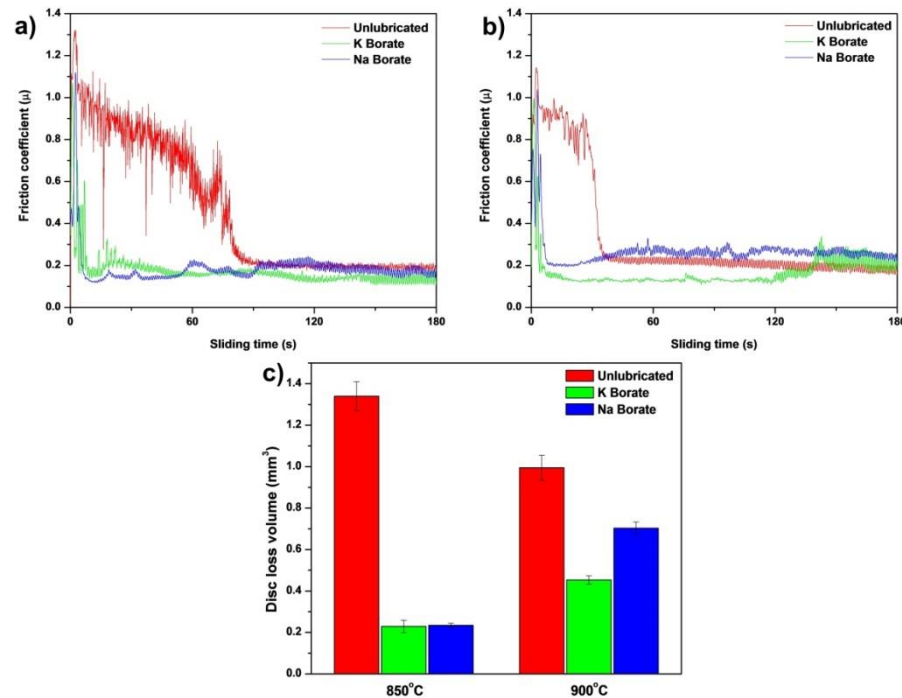 a)
1.4
1.2
1.0
0.8
0.6
0.4
0.2
0.0
Friction coefficient (μ)
Unlubricated
K Borate
Na Borate
0
60
120
180
Sliding time (s)
b)
1.4
1.2
1.0
0.8
0.6
0.4
0.2
0.0
Friction coefficient (μ)
Unlubricated
K Borate
Na Borate
0
60
120
180
Sliding time (s)
c)
1.4
1.2
1.0
0.8
0.6
0.4
0.2
0.0
Disc loss volume (mm³)
Unlubricated
K Borate
Na Borate
850°C
900°C